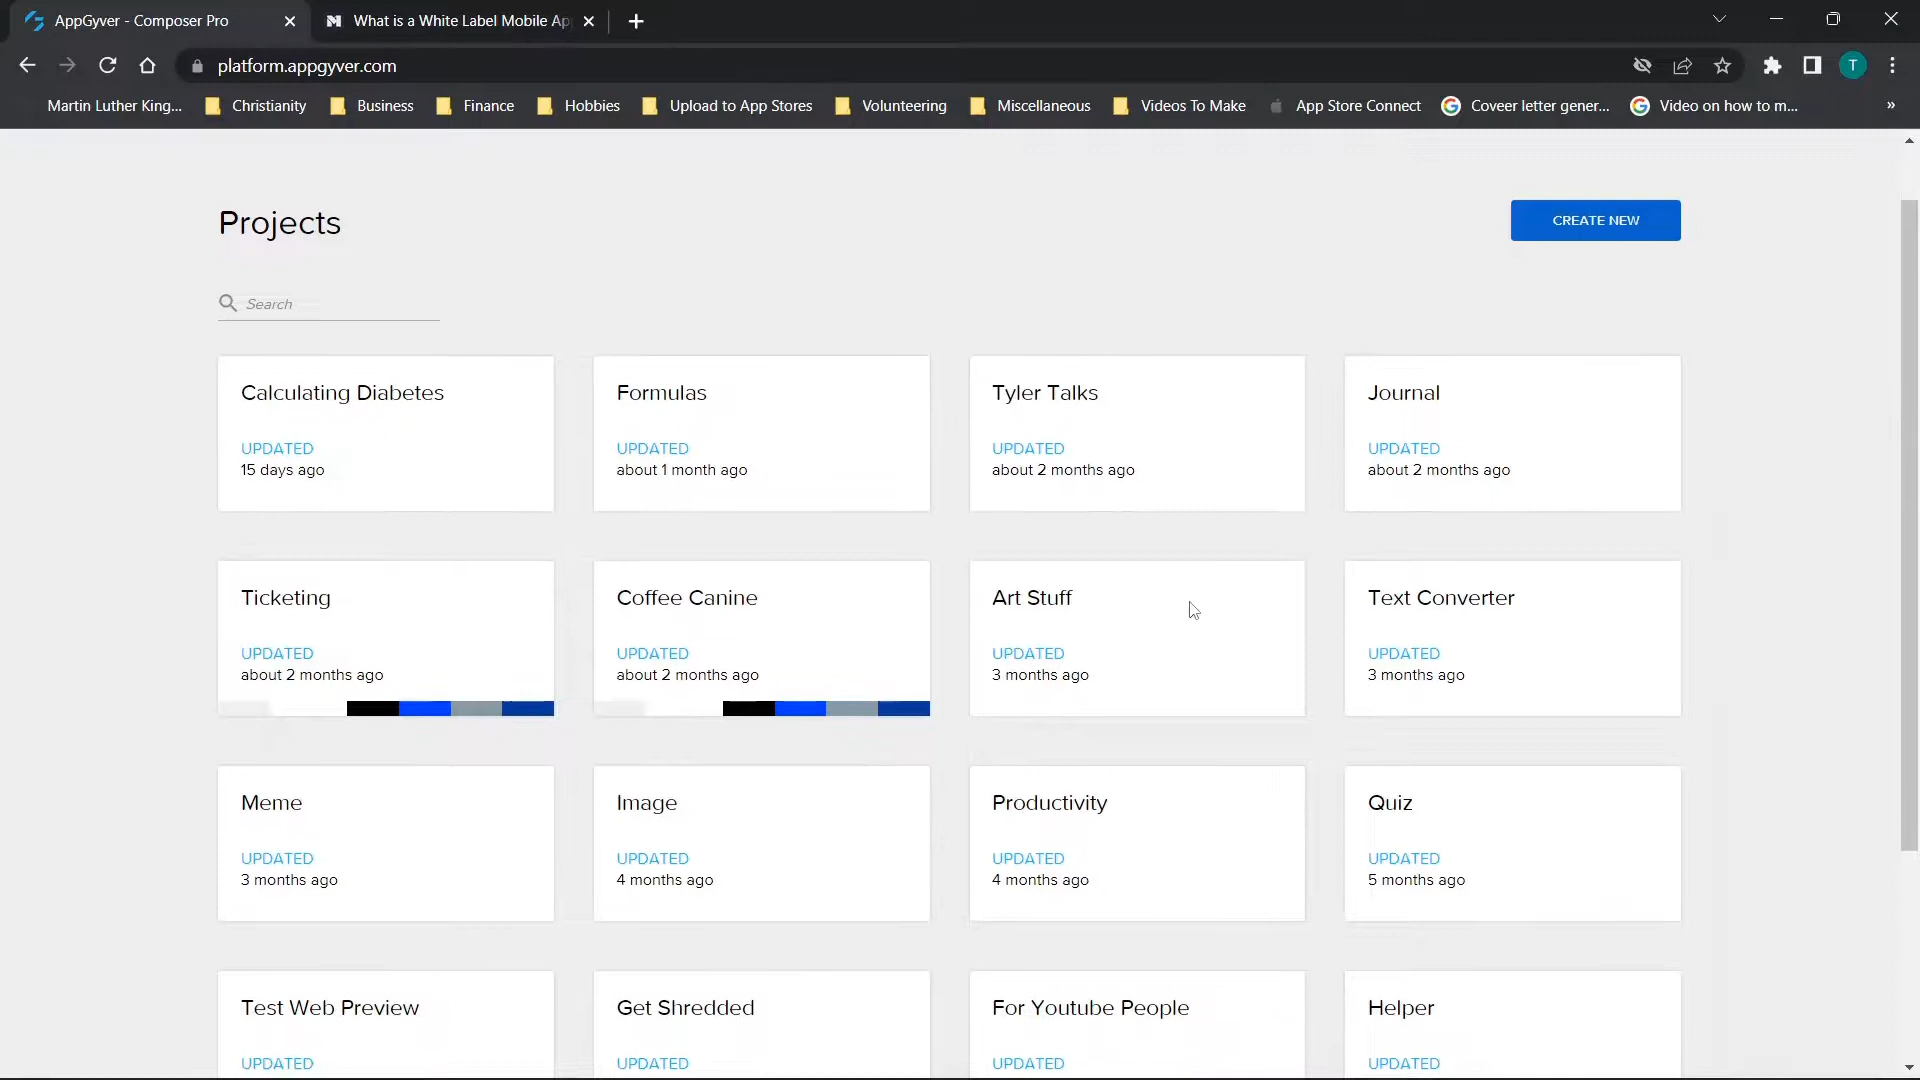 AppGyver - Composer Pro
What is a White Label Mobile Ap
platform.appgyver.com
T
Martin Luther King...
Christianity
Business
Finance
Hobbies
Upload to App Stores
Volunteering
Miscellaneous
Videos To Make
App Store Connect
Coveer letter gener...
Video on how to m...
»
Projects
CREATE NEW
Search
Calculating Diabetes
UPDATED
15 days ago
Formulas
UPDATED
about 1 month ago
Tyler Talks
UPDATED
about 2 months ago
Journal
UPDATED
about 2 months ago
Ticketing
UPDATED
about 2 months ago
Coffee Canine
UPDATED
about 2 months ago
Art Stuff
UPDATED
3 months ago
Text Converter
UPDATED
3 months ago
Meme
UPDATED
3 months ago
Image
UPDATED
4 months ago
Productivity
UPDATED
4 months ago
Quiz
UPDATED
5 months ago
Test Web Preview
UPDATED
Get Shredded
UPDATED
For Youtube People
UPDATED
Helper
UPDATED